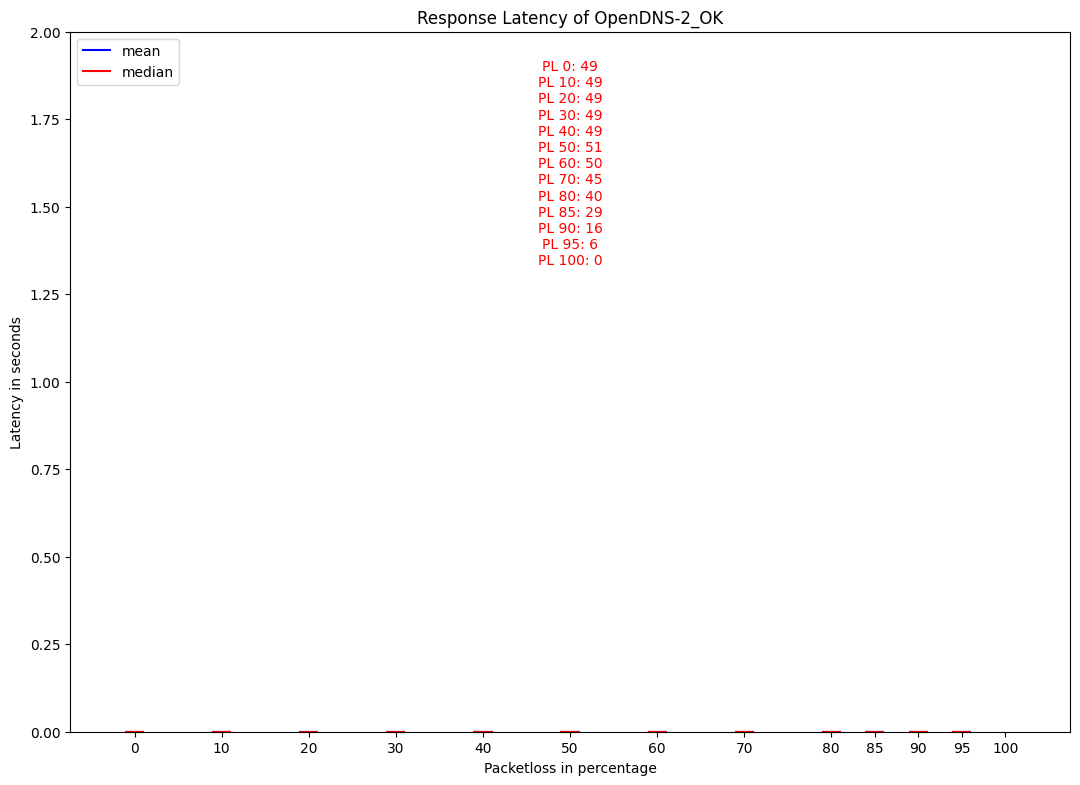 Response Latency of OpenDNS-2_OK
mean
median
PL 0: 49
PL 10: 49
PL 20: 49
PL 30: 49
PL 40: 49
PL 50: 51
PL 60: 50
PL 70: 45
PL 80: 40
PL 85: 29
PL 90: 16
PL 95: 6
PL 100: 0
2.00
1.75
1.50
1.25
1.00
0.75
0.50
0.25
0.00
Latency in seconds
0 10 20 30 40 50 60 70 80 85 90 95 100
Packetloss in percentage